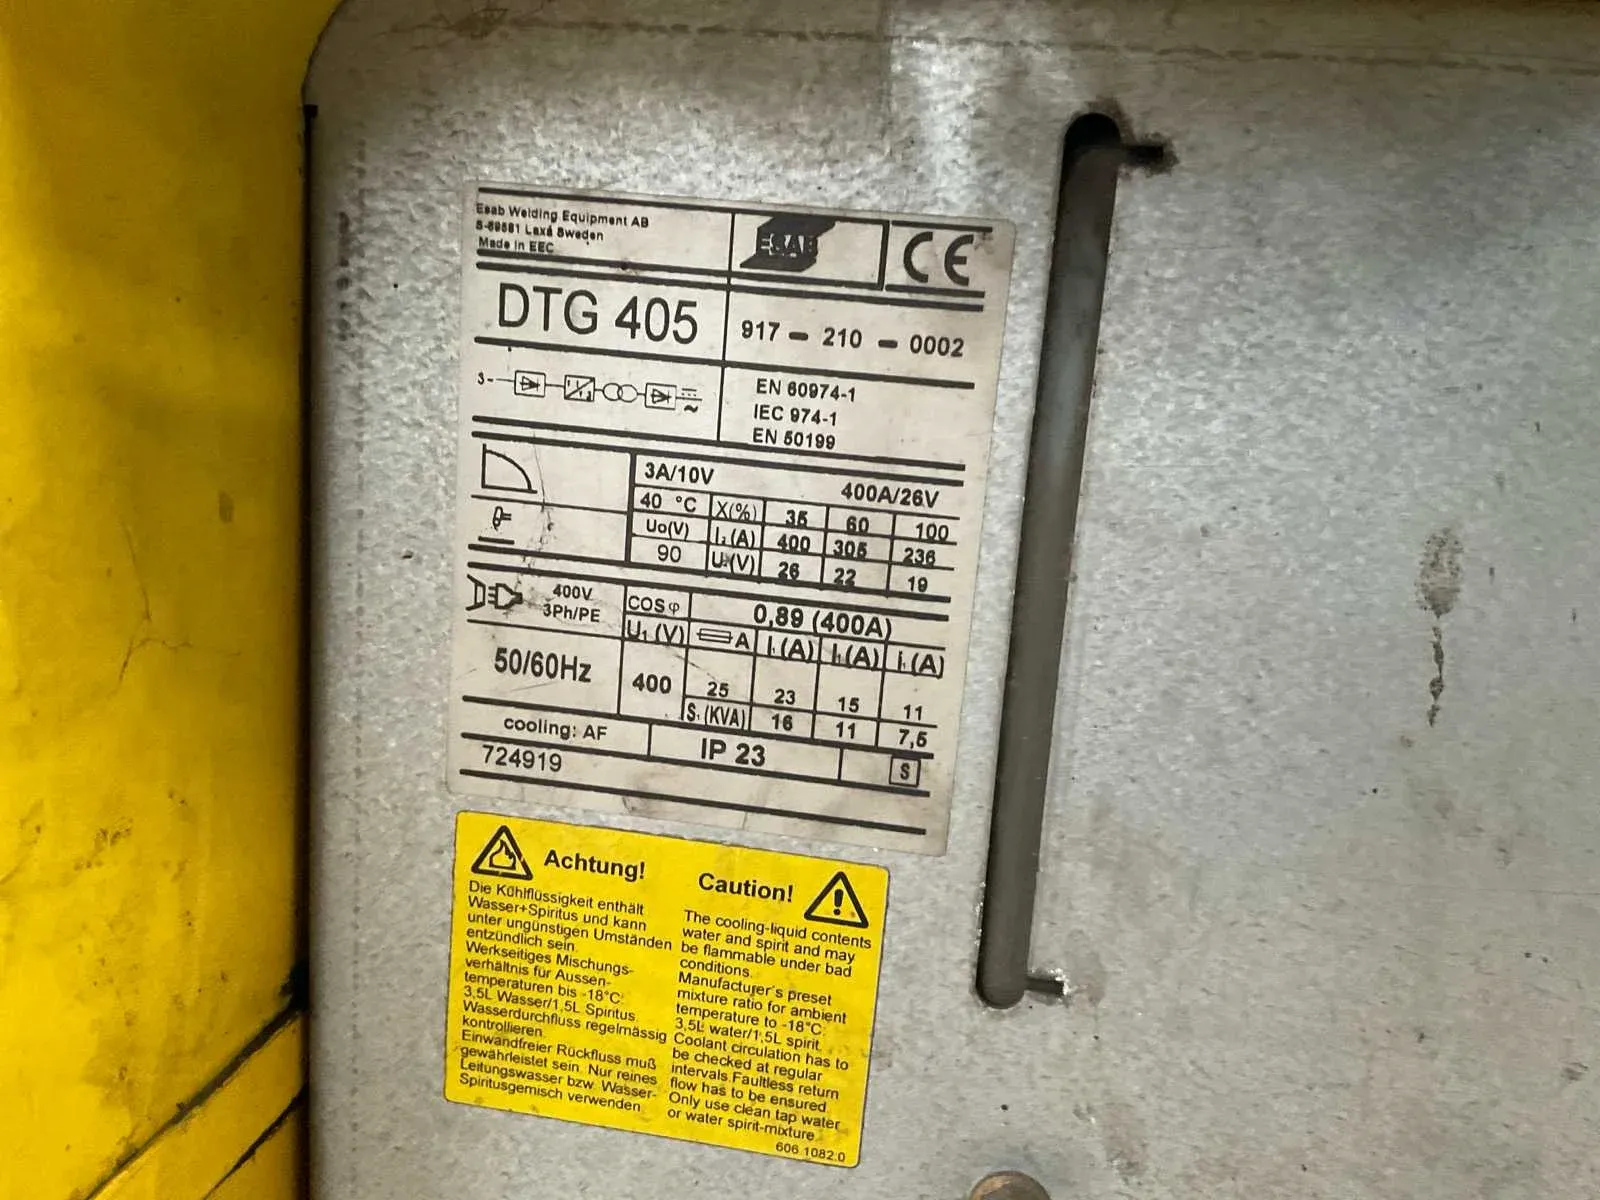 Esab Welding Equipment AB
S-69581 Laxå Sweden
Made in EEC
ESAB
CE
DTG 405
917 - 210 - 0002
3~
EN 60974-1
IEC 974-1
EN 50199
3A/10V 400A/26V
40 °C X(%) 35 60 100
U₀(V) I₂(A) 400 305 236
90 U₂(V) 26 22 19
400V
3Ph/PE
COS φ 0,89 (400A)
U₁ (V) A I₁(A) I₁(A) I₁(A)
50/60Hz
400 25 23 15 11
S₁(KVA) 16 11 7,5
cooling: AF IP 23 S
724919
Achtung!
Die Kühlflüssigkeit enthält
Wasser+Spiritus und kann
unter ungünstigen Umständen
entzündlich sein.
Werkseitiges Mischungs-
verhältnis für Aussen-
temperaturen bis -18°C:
3,5L Wasser/1,5L Spiritus.
Wasserdurchfluss regelmässig
kontrollieren.
Einwandfreier Rückfluss muß
gewährleistet sein. Nur reines
Leitungswasser bzw. Wasser-
Spiritusgemisch verwenden.
Caution!
The cooling-liquid contents
water and spirit and may
be flammable under bad
conditions.
Manufacturer's preset
mixture ratio for ambient
temperature to -18°C:
3,5L water/1,5L spirit.
Coolant circulation has to
be checked at regular
intervals.Faultless return
flow has to be ensured.
Only use clean tap water
or water spirit-mixture.
606.1082.0